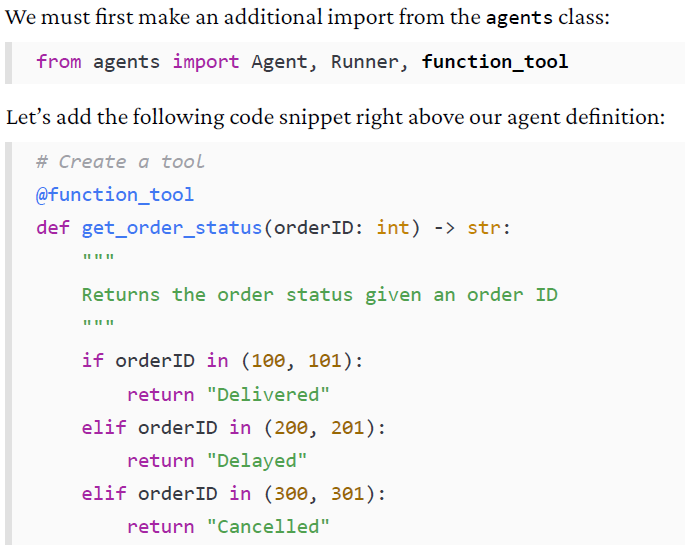 We must first make an additional import from the agents class:
from agents import Agent, Runner, function_tool
Let’s add the following code snippet right above our agent definition:
# Create a tool
@function_tool
def get_order_status(orderID: int) -> str:
    """
    Returns the order status given an order ID
    """
    if orderID in (100, 101):
        return "Delivered"
    elif orderID in (200, 201):
        return "Delayed"
    elif orderID in (300, 301):
        return "Cancelled"